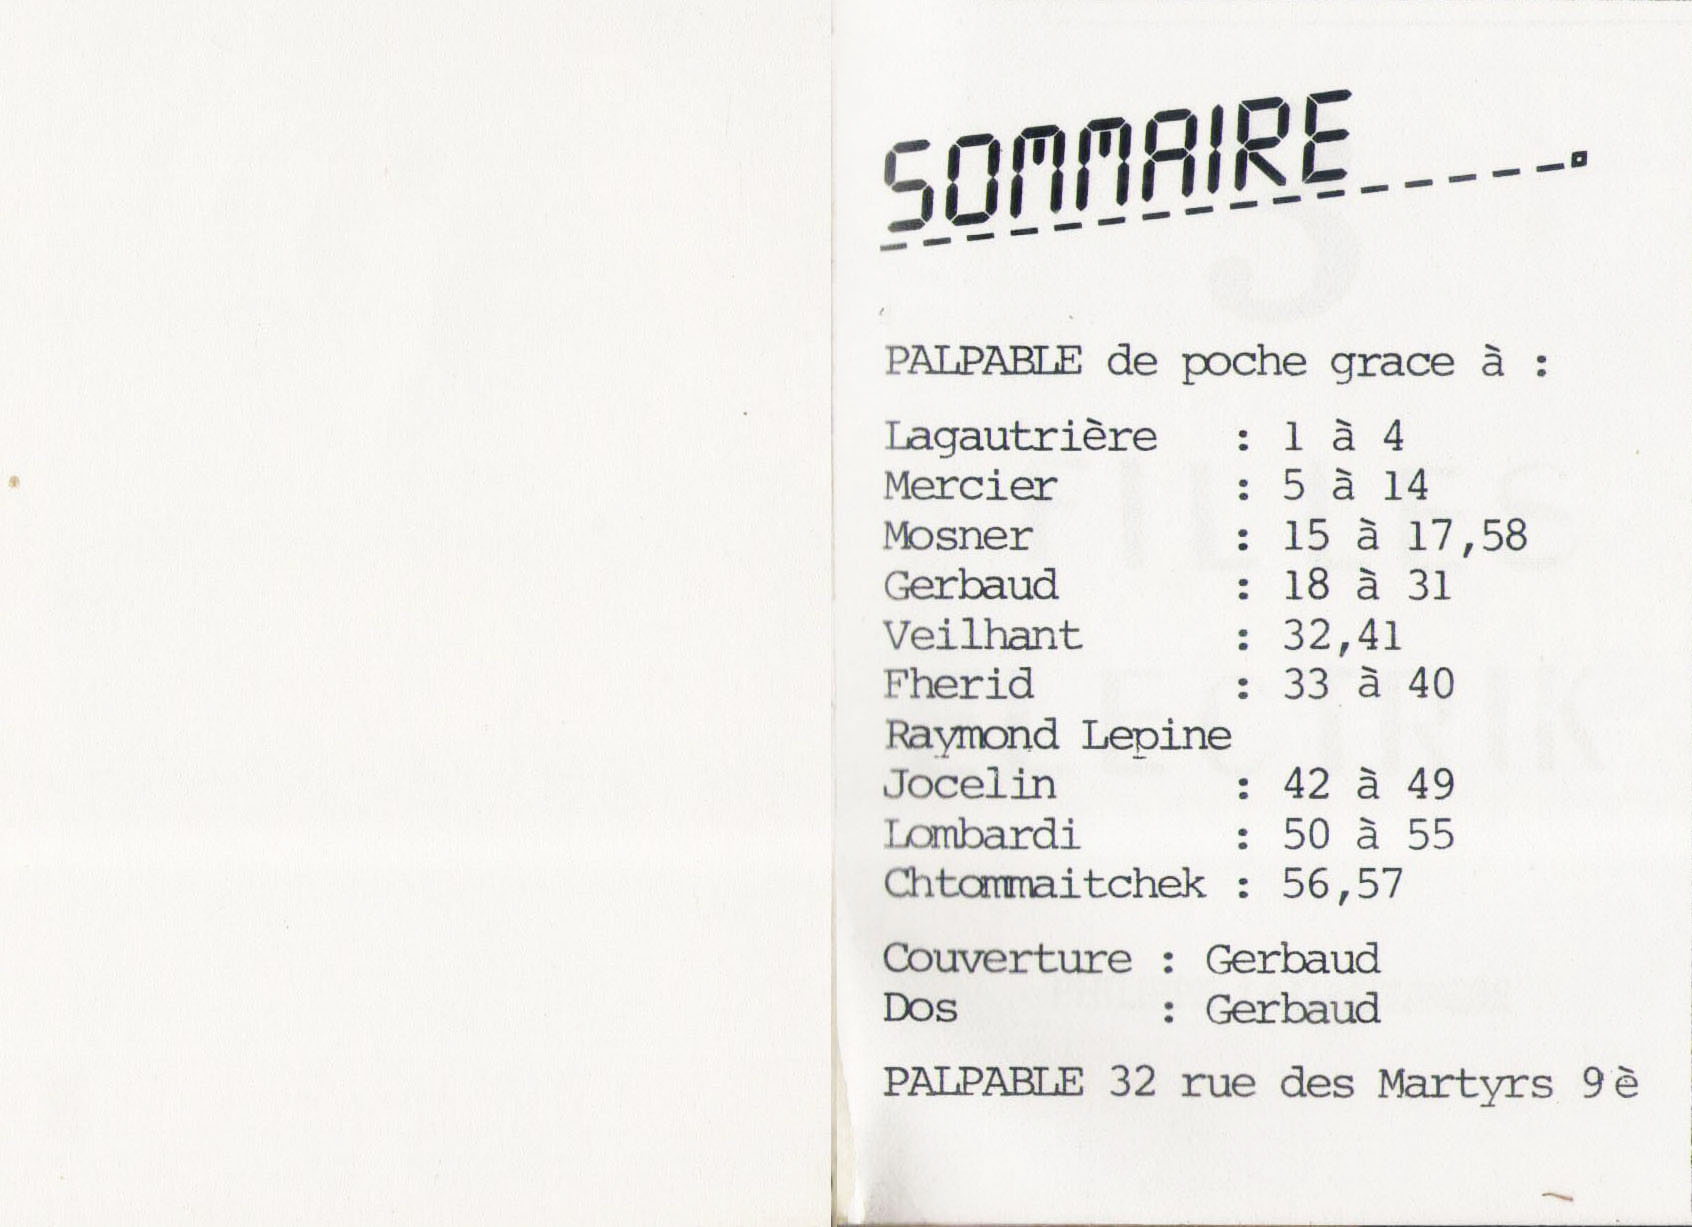 SOMMAIRE
PALPABLE de poche grace à :
Lagautrière : 1 à 4
Mercier : 5 à 14
Mosner : 15 à 17,58
Gerbaud : 18 à 31
Veilhant : 32,41
Fherid : 33 à 40
Raymond Lepine
Jocelin : 42 à 49
Lombardi : 50 à 55
Chtommaitchek : 56,57
Couverture : Gerbaud
Dos : Gerbaud
PALPABLE 32 rue des Martyrs 9è